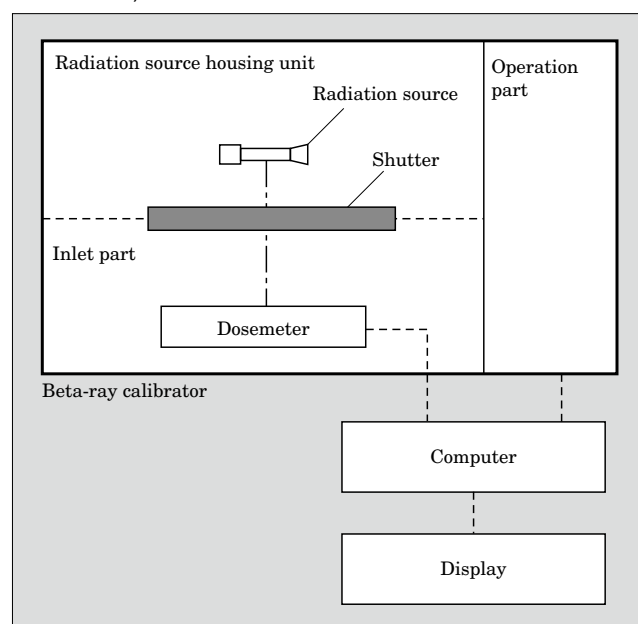 Radiation source housing unit
Operation
part
Radiation source
Shutter
Inlet part
Dosemeter
Beta-ray calibrator
Computer
Display